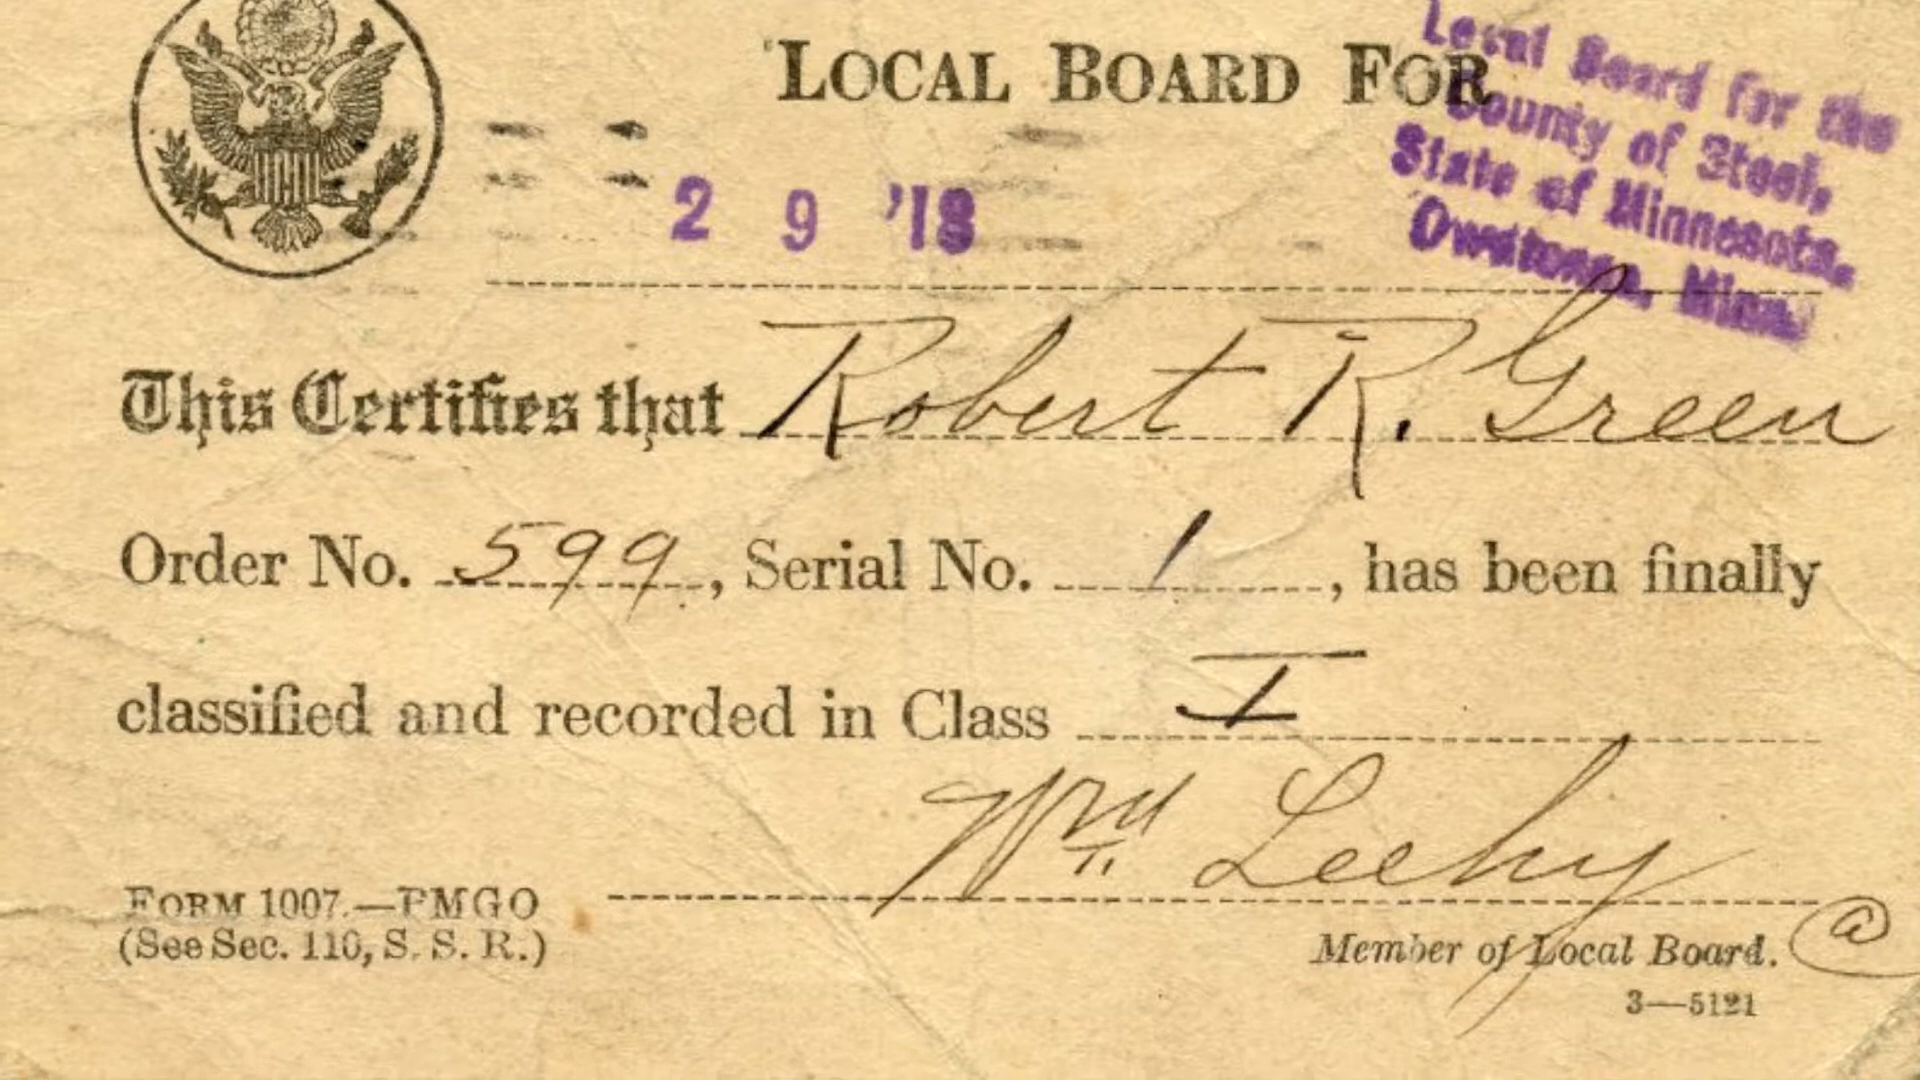 LOCAL BOARD FOR
Local Board for the
County of Steel,
State of Minnesota.
Owatonna, Minn.
2 9 '18
This Certifies that Robert R. Green
Order No. 599, Serial No. 1, has been finally
classified and recorded in Class I
Wm Leehy
FORM 1007.—PMGO
(See Sec. 110, S. S. R.)
Member of Local Board. a
3—5121